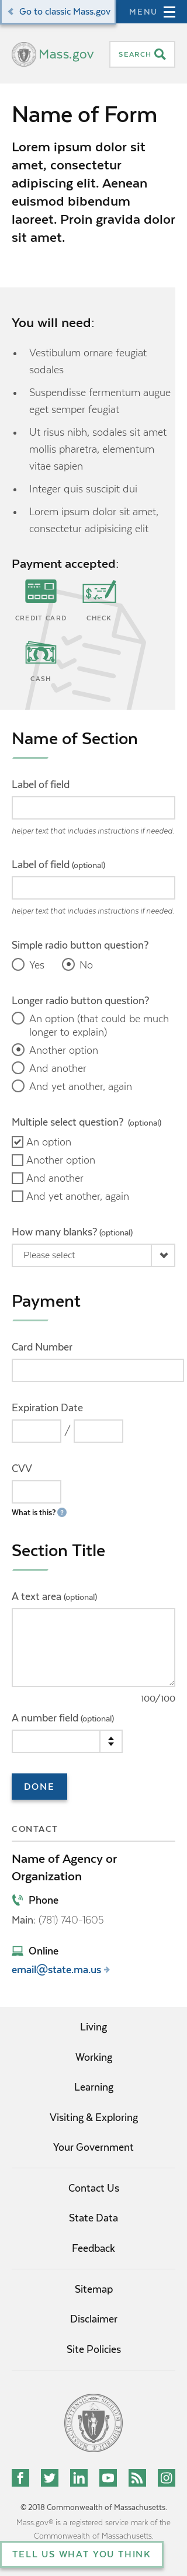 Go to classic Mass.gov
MENU
Mass.gov
SEARCH
Name of Form
Lorem ipsum dolor sit
amet, consectetur
adipiscing elit. Aenean
euismod bibendum
laoreet. Proin gravida dolor
sit amet.
You will need:
Vestibulum ornare feugiat
sodales
Suspendisse fermentum augue
eget semper feugiat
Ut risus nibh, sodales sit amet
mollis pharetra, elementum
vitae sapien
Integer quis suscipit dui
Lorem ipsum dolor sit amet,
consectetur adipisicing elit
Payment accepted:
CREDIT CARD
CHECK
CASH
Name of Section
Label of field
helper text that includes instructions if needed.
Label of field (optional)
helper text that includes instructions if needed.
Simple radio button question?
Yes
No
Longer radio button question?
An option (that could be much
longer to explain)
Another option
And another
And yet another, again
Multiple select question? (optional)
An option
Another option
And another
And yet another, again
How many blanks? (optional)
Please select
Payment
Card Number
Expiration Date
/
CVV
What is this? ?
Section Title
A text area (optional)
100/100
A number field (optional)
DONE
CONTACT
Name of Agency or
Organization
Phone
Main: (781) 740-1605
Online
email@state.ma.us
Living
Working
Learning
Visiting & Exploring
Your Government
Contact Us
State Data
Feedback
Sitemap
Disclaimer
Site Policies
© 2018 Commonwealth of Massachusetts.
Mass.gov® is a registered service mark of the
Commonwealth of Massachusetts.
TELL US WHAT YOU THINK